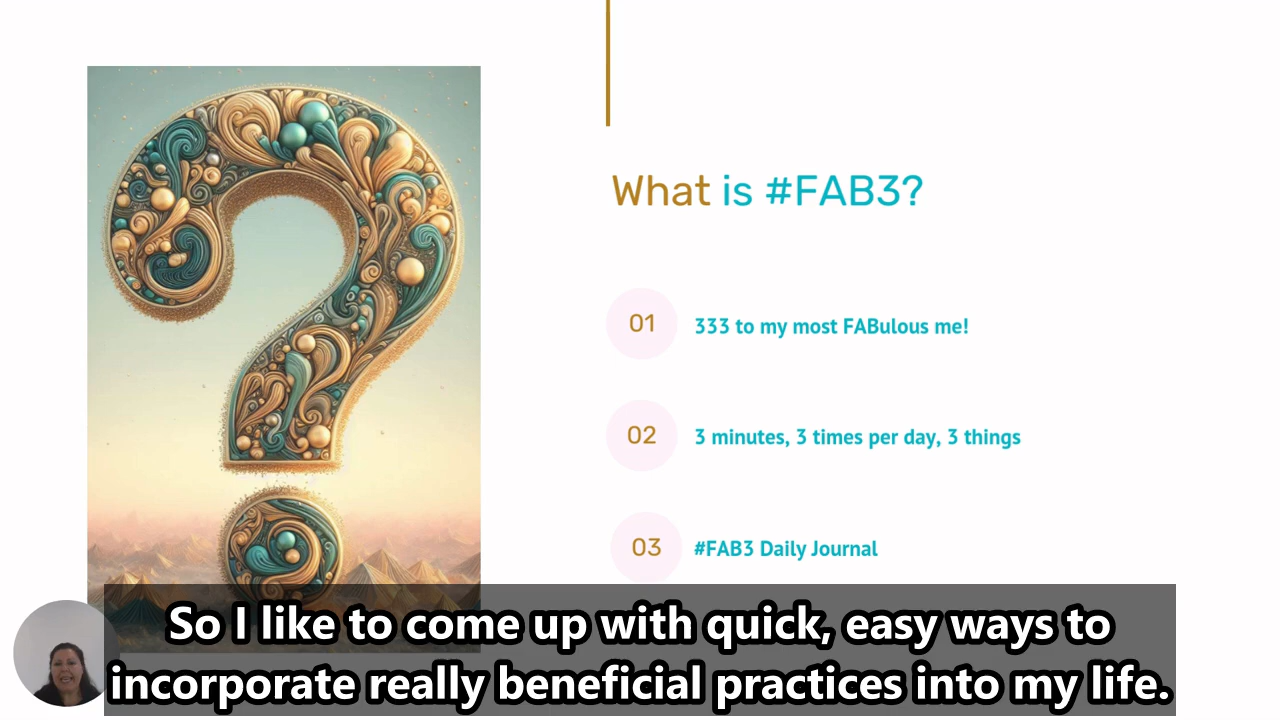 What is #FAB3?
01
333 to my most FABulous me!
02
3 minutes, 3 times per day, 3 things
03
#FAB3 Daily Journal
So I like to come up with quick, easy ways to
incorporate really beneficial practices into my life.